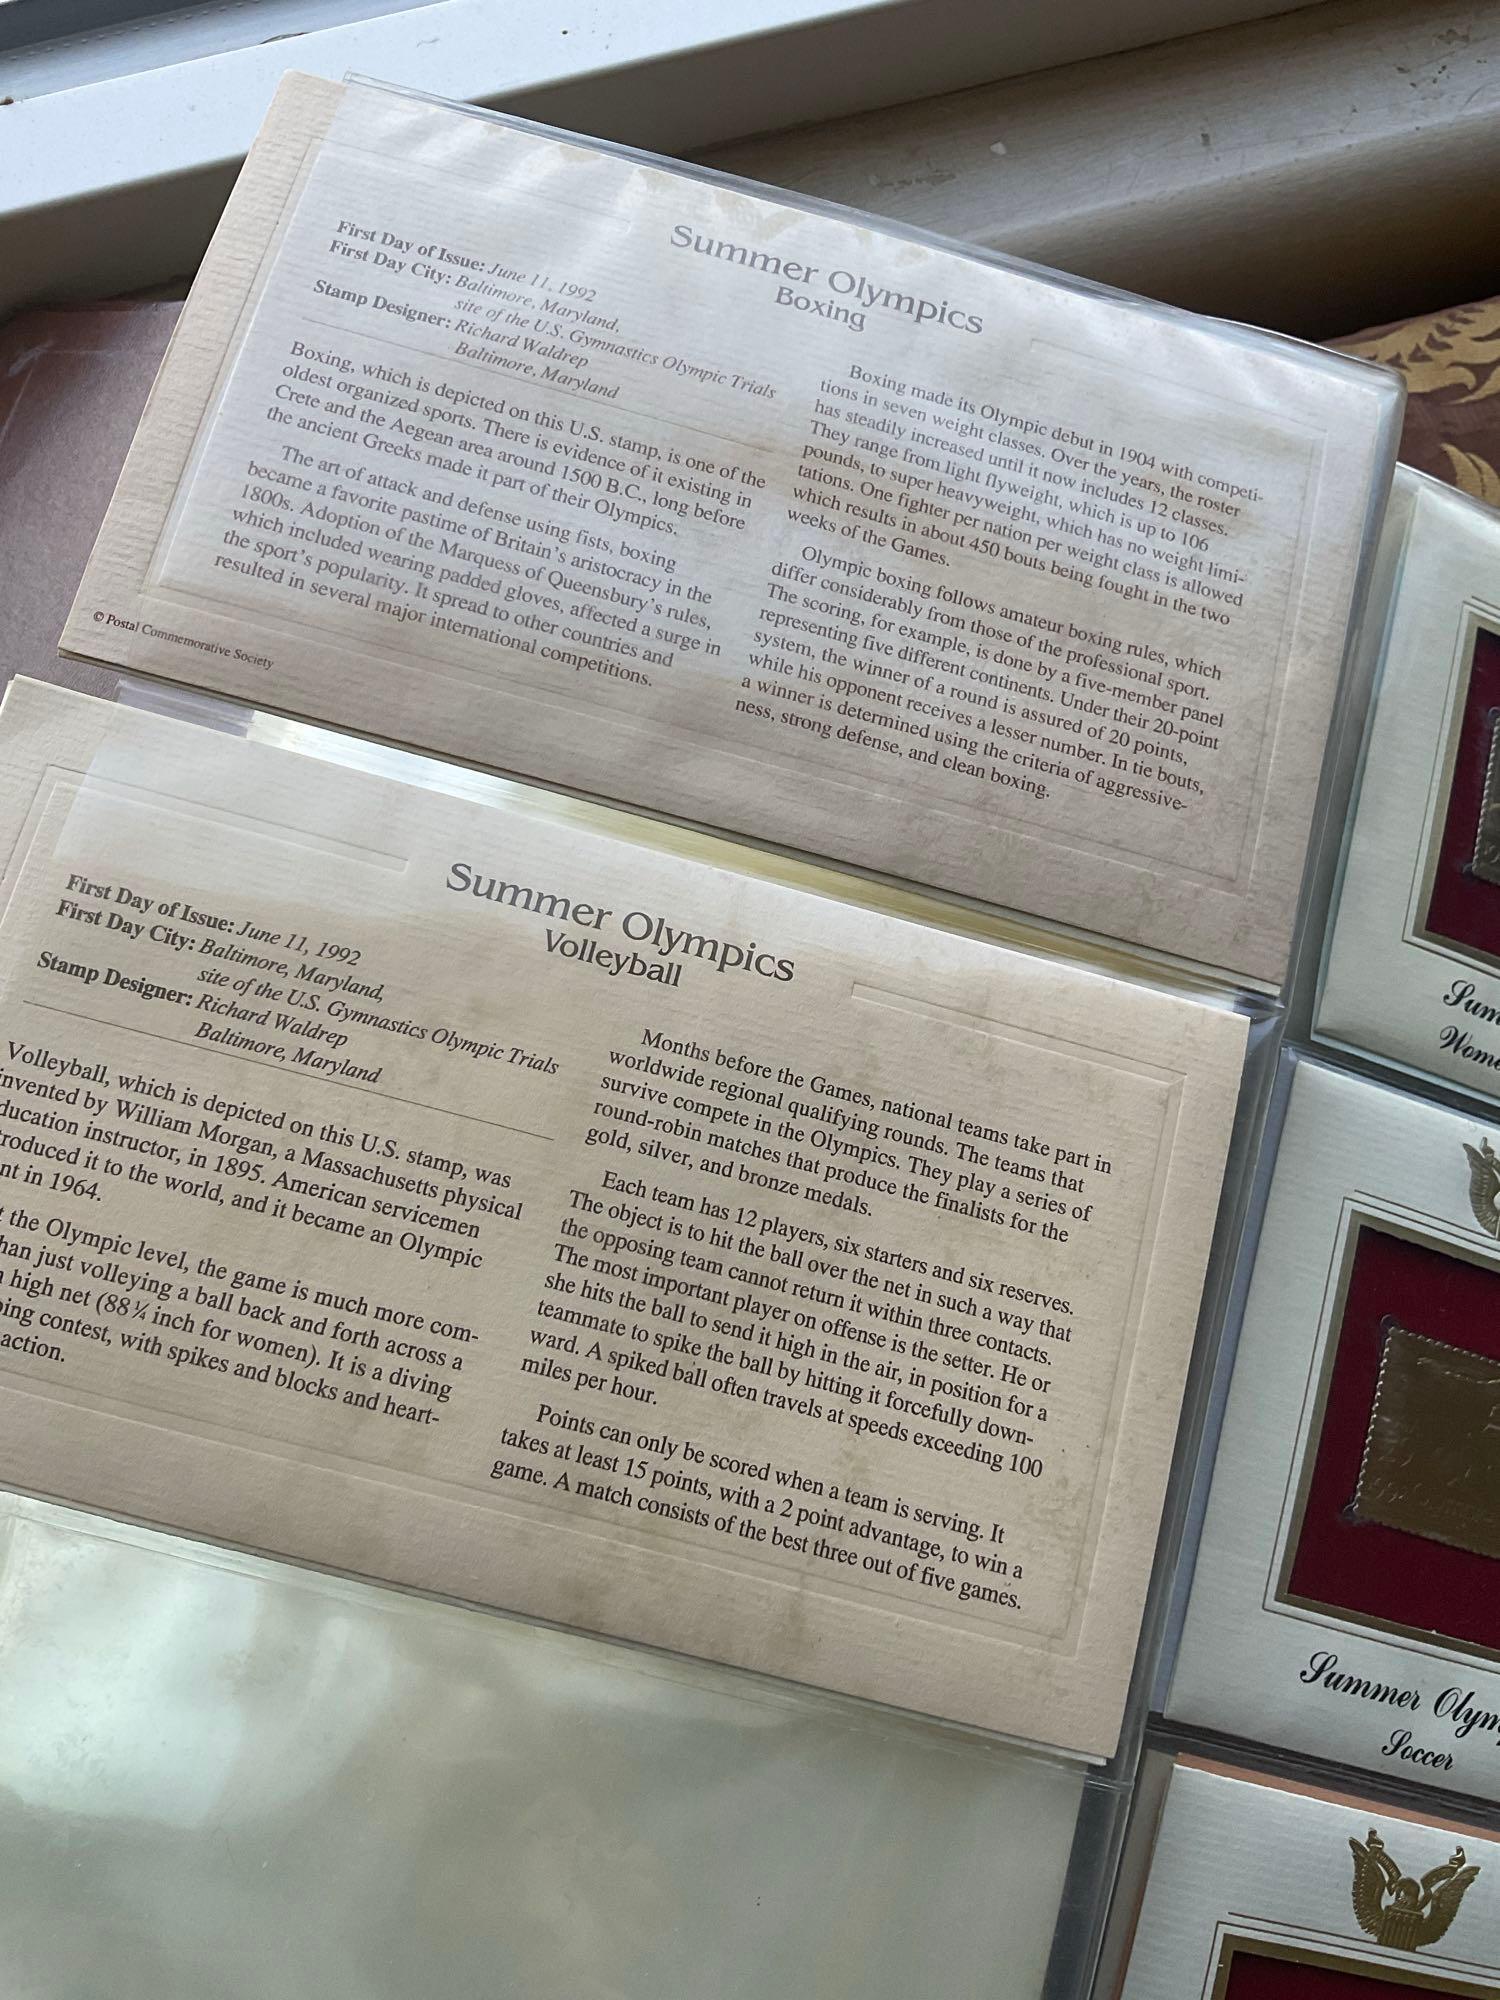 Summer Olympics
Boxing
First Day of Issue: June 11, 1992
First Day City: Baltimore, Maryland,
site of the U.S. Gymnastics Olympic Trials
Stamp Designer: Richard Waldrep
Baltimore, Maryland
Boxing, which is depicted on this U.S. stamp, is one of the
oldest organized sports. There is evidence of it existing in
Crete and the Aegean area around 1500 B.C., long before
the ancient Greeks made it part of their Olympics.
The art of attack and defense using fists, boxing
became a favorite pastime of Britain's aristocracy in the
1800s. Adoption of the Marquess of Queensbury's rules,
which included wearing padded gloves, affected a surge in
the sport's popularity. It spread to other countries and
resulted in several major international competitions.
© Postal Commemorative Society
Boxing made its Olympic debut in 1904 with competi-
tions in seven weight classes. Over the years, the roster
has steadily increased until it now includes 12 classes.
They range from light flyweight, which is up to 106
pounds, to super heavyweight, which has no weight limi-
tations. One fighter per nation per weight class is allowed
which results in about 450 bouts being fought in the two
weeks of the Games.
Olympic boxing follows amateur boxing rules, which
differ considerably from those of the professional sport.
The scoring, for example, is done by a five-member panel
representing five different continents. Under their 20-point
system, the winner of a round is assured of 20 points,
while his opponent receives a lesser number. In tie bouts,
a winner is determined using the criteria of aggressive-
ness, strong defense, and clean boxing.
Summer Olympics
Volleyball
First Day of Issue: June 11, 1992
First Day City: Baltimore, Maryland,
site of the U.S. Gymnastics Olympic Trials
Stamp Designer: Richard Waldrep
Baltimore, Maryland
Volleyball, which is depicted on this U.S. stamp, was
invented by William Morgan, a Massachusetts physical
ducation instructor, in 1895. American servicemen
roduced it to the world, and it became an Olympic
nt in 1964.
t the Olympic level, the game is much more com-
han just volleying a ball back and forth across a
high net (88¼ inch for women). It is a diving
ing contest, with spikes and blocks and heart-
action.
Months before the Games, national teams take part in
worldwide regional qualifying rounds. The teams that
survive compete in the Olympics. They play a series of
round-robin matches that produce the finalists for the
gold, silver, and bronze medals.
Each team has 12 players, six starters and six reserves.
The object is to hit the ball over the net in such a way that
the opposing team cannot return it within three contacts.
The most important player on offense is the setter. He or
she hits the ball to send it high in the air, in position for a
teammate to spike the ball by hitting it forcefully down-
ward. A spiked ball often travels at speeds exceeding 100
miles per hour.
Points can only be scored when a team is serving. It
takes at least 15 points, with a 2 point advantage, to win a
game. A match consists of the best three out of five games.
Sum
Wome
Summer Olym
Soccer